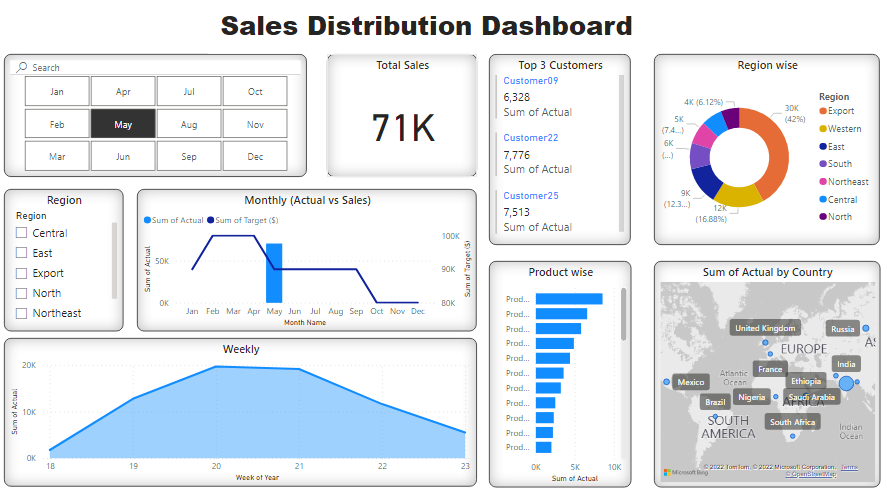 Sales Distribution Dashboard
Search
Jan Apr Jul Oct
Feb May Aug Nov
Mar Jun Sep Dec
Total Sales
71K
Top 3 Customers
Customer09
6,328
Sum of Actual
Customer22
7,776
Sum of Actual
Customer25
7,513
Sum of Actual
Region wise
30K
(42%)
12K
(16.88%)
9K
(12.3...)
6K
(...)
5K
(7.4...)
4K (6.12%)
Region
Export
Western
East
South
Northeast
Central
North
Region
Region
Central
East
Export
North
Northeast
Monthly (Actual vs Sales)
Sum of Actual Sum of Target ($)
Sum of Actual
50K
0K
100K
90K
80K
Sum of Target ($)
Jan Feb Mar Apr May Jun Jul Aug Sep Oct Nov Dec
Month Name
Weekly
Sum of Actual
20K
10K
0K
18 19 20 21 22 23
Week of Year
Product wise
Prod...
Prod...
Prod...
Prod...
Prod...
Prod...
Prod...
Prod...
Prod...
Prod...
Prod...
0K 5K 10K
Sum of Actual
Sum of Actual by Country
United Kingdom
Russia
EUROPE
AS
France
India
Atlantic
Ocean
Ethiopia
Mexico
Brazil
Nigeria
Saudi Arabia
AFRICA
SOUTH
AMERICA
South Africa
Indian
Ocean
Microsoft Bing
© 2022 TomTom, © 2022 Microsoft Corporation, Terms
© OpenStreetMap